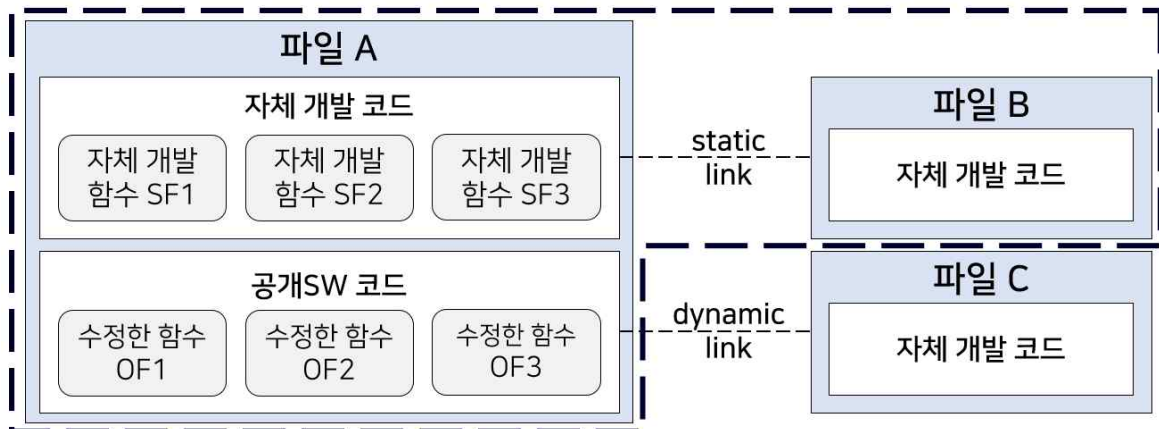 파일 A
자체 개발 코드
자체 개발
함수 SF1
자체 개발
함수 SF2
자체 개발
함수 SF3
공개SW 코드
수정한 함수
OF1
수정한 함수
OF2
수정한 함수
OF3
static
link
dynamic
link
파일 B
자체 개발 코드
파일 C
자체 개발 코드